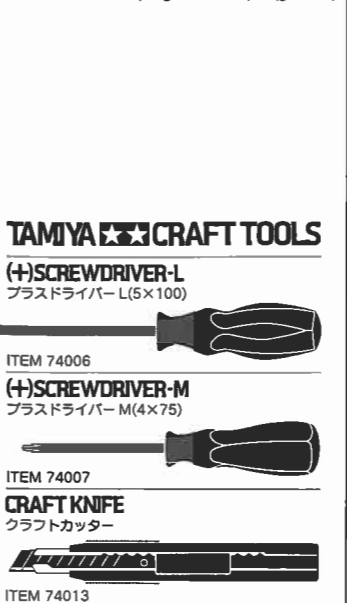 TAMIYA CRAFT TOOLS
(+)SCREWDRIVER-L
プラスドライバー L(5×100)
ITEM 74006
(+)SCREWDRIVER-M
プラスドライバー M(4×75)
ITEM 74007
CRAFT KNIFE
クラフトカッター
ITEM 74013